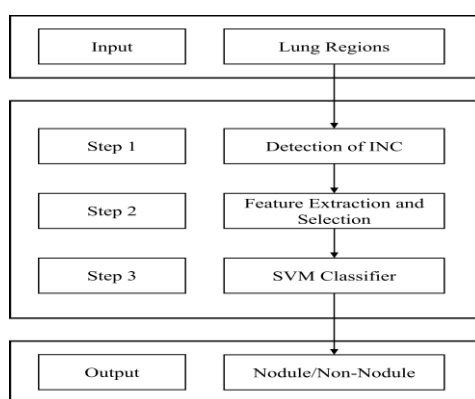 Input
Lung Regions
Step 1
Detection of INC
Step 2
Feature Extraction and
Selection
Step 3
SVM Classifier
Output
Nodule/Non-Nodule